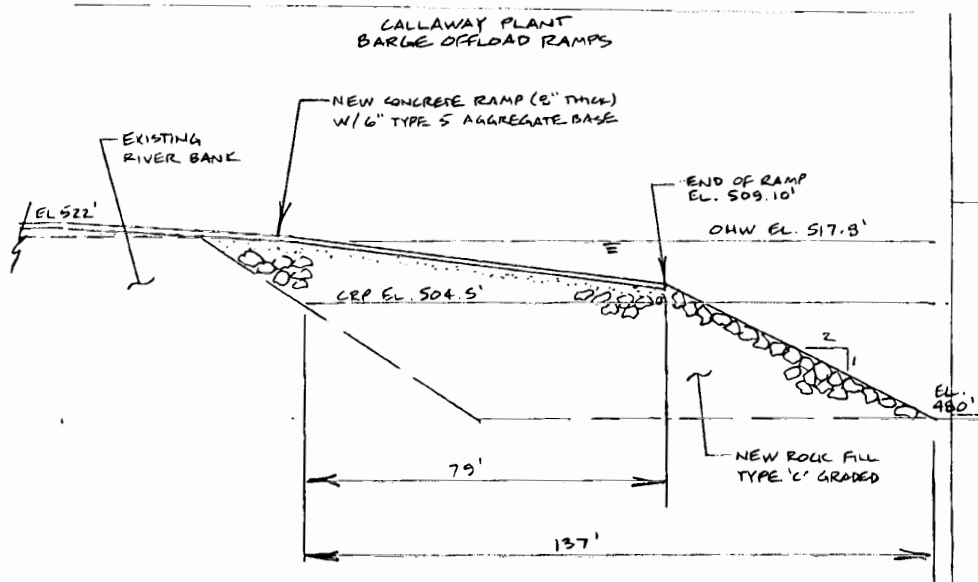 CALLAWAY PLANT
BARGE OFFLOAD RAMPS
NEW CONCRETE RAMP (8" THICK)
W/6" TYPE 5 AGGREGATE BASE
EXISTING
RIVER BANK
END OF RAMP
EL. 509.10'
EL 522'
OHW EL. 517.8'
CRP EL. 504.5'
2
1
EL.
480'
NEW ROCK FILL
TYPE 'C' GRADED
79'
137'